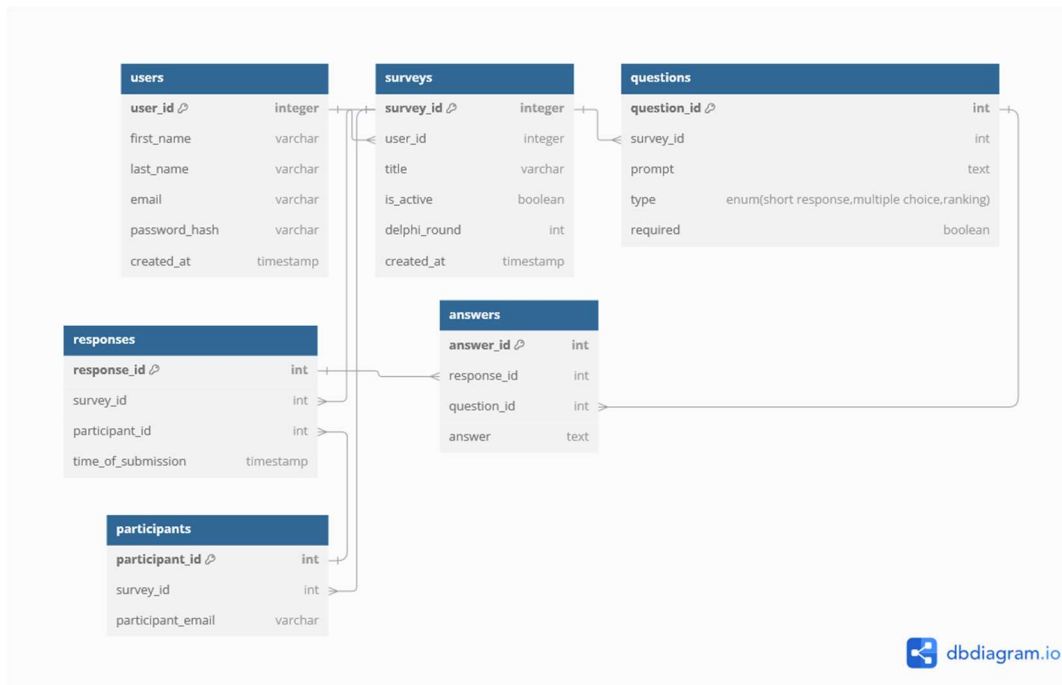 users
user_id integer
first_name varchar
last_name varchar
email varchar
password_hash varchar
created_at timestamp
surveys
survey_id integer
user_id integer
title varchar
is_active boolean
delphi_round int
created_at timestamp
questions
question_id int
survey_id int
prompt text
type enum(short response,multiple choice,ranking)
required boolean
responses
response_id int
survey_id int
participant_id int
time_of_submission timestamp
answers
answer_id int
response_id int
question_id int
answer text
participants
participant_id int
survey_id int
participant_email varchar
dbdiagram.io